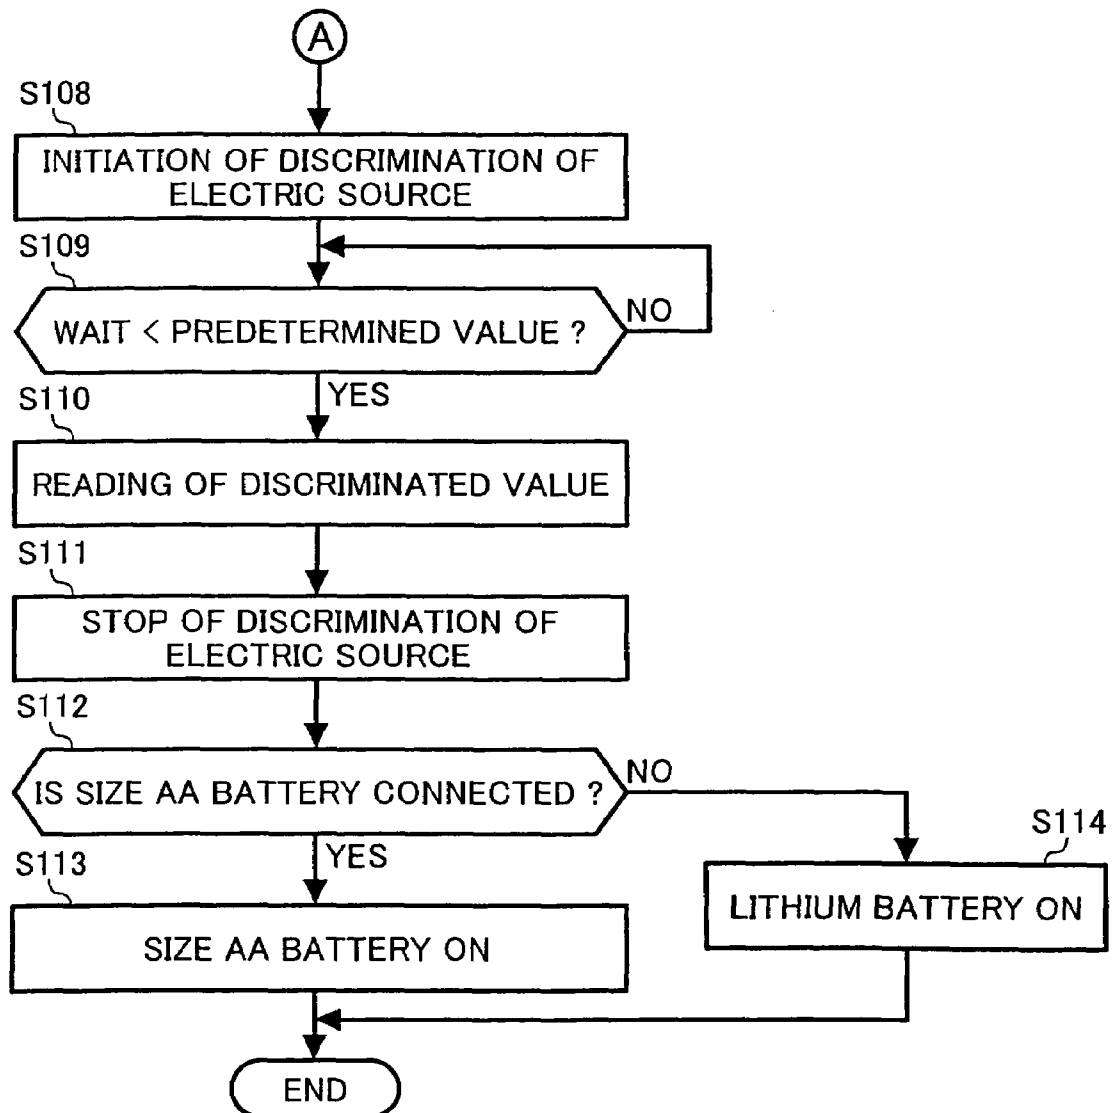 A
S108
INITIATION OF DISCRIMINATION OF
ELECTRIC SOURCE
S109
WAIT < PREDETERMINED VALUE ?
NO
YES
S110
READING OF DISCRIMINATED VALUE
S111
STOP OF DISCRIMINATION OF
ELECTRIC SOURCE
S112
IS SIZE AA BATTERY CONNECTED ?
NO
YES
S113
SIZE AA BATTERY ON
S114
LITHIUM BATTERY ON
END